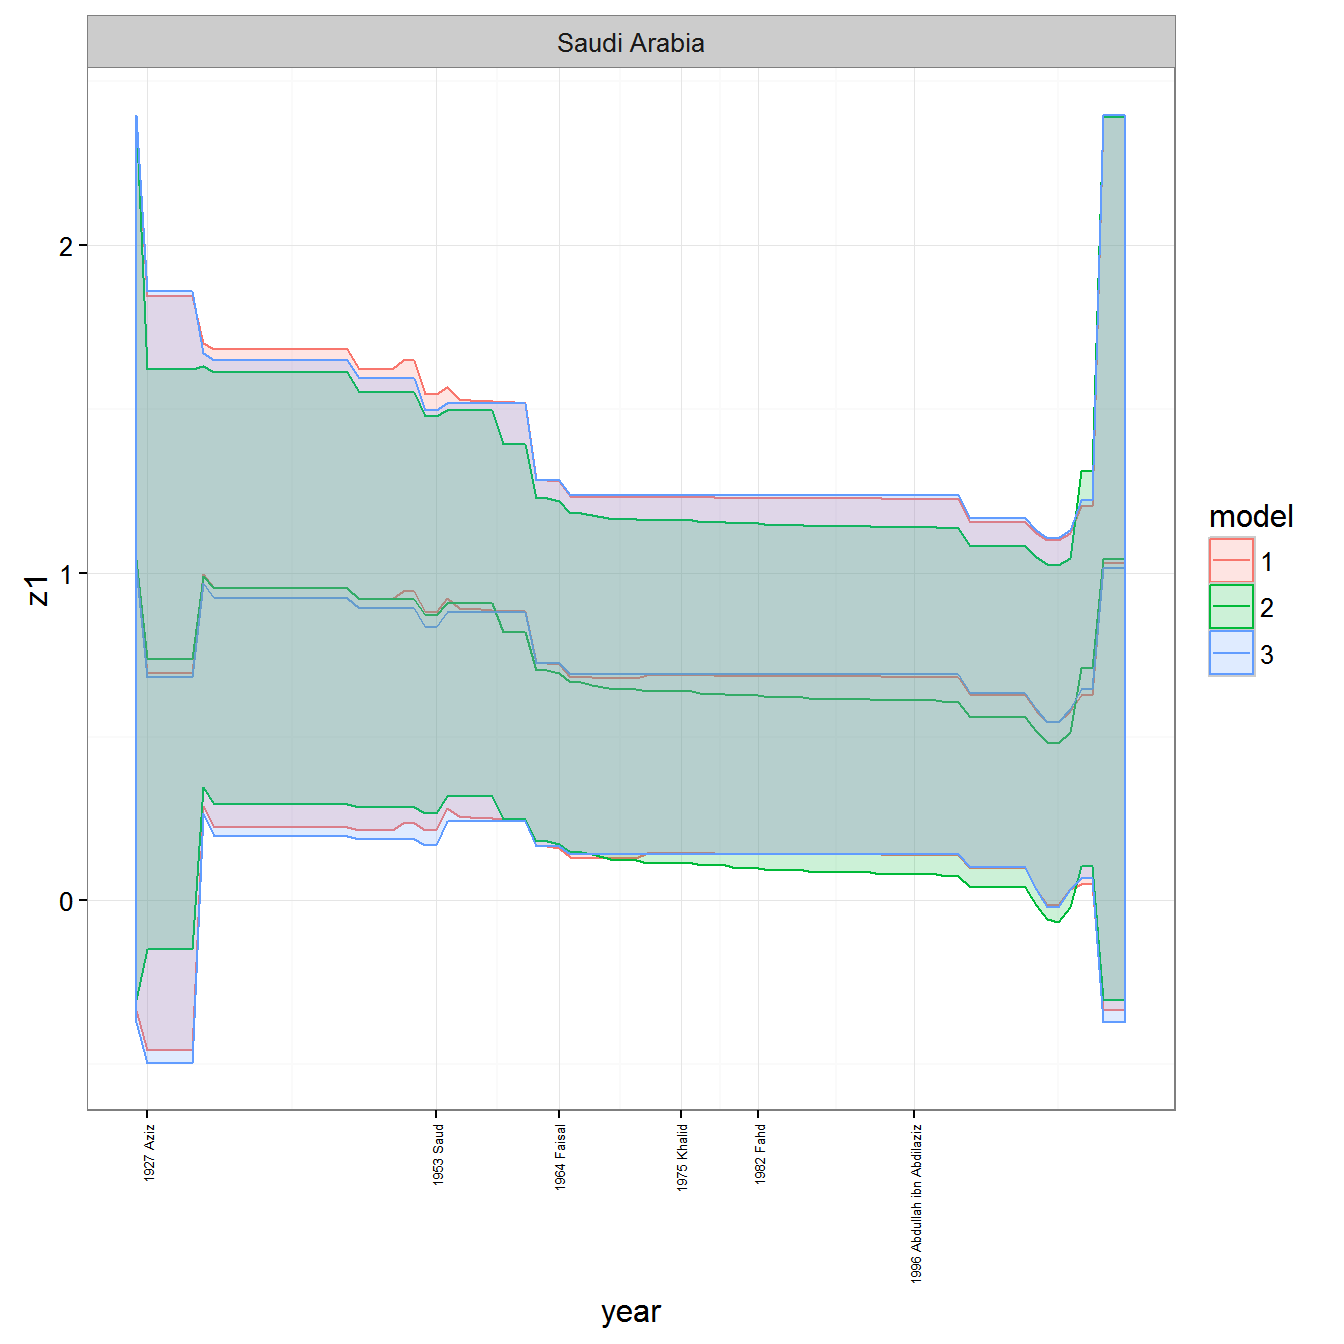 Saudi Arabia
z1
2
1
0
1927 Aziz
1953 Saud
1964 Faisal
1975 Khalid
1982 Fahd
1996 Abdullah ibn Abdilaziz
year
model
1
2
3